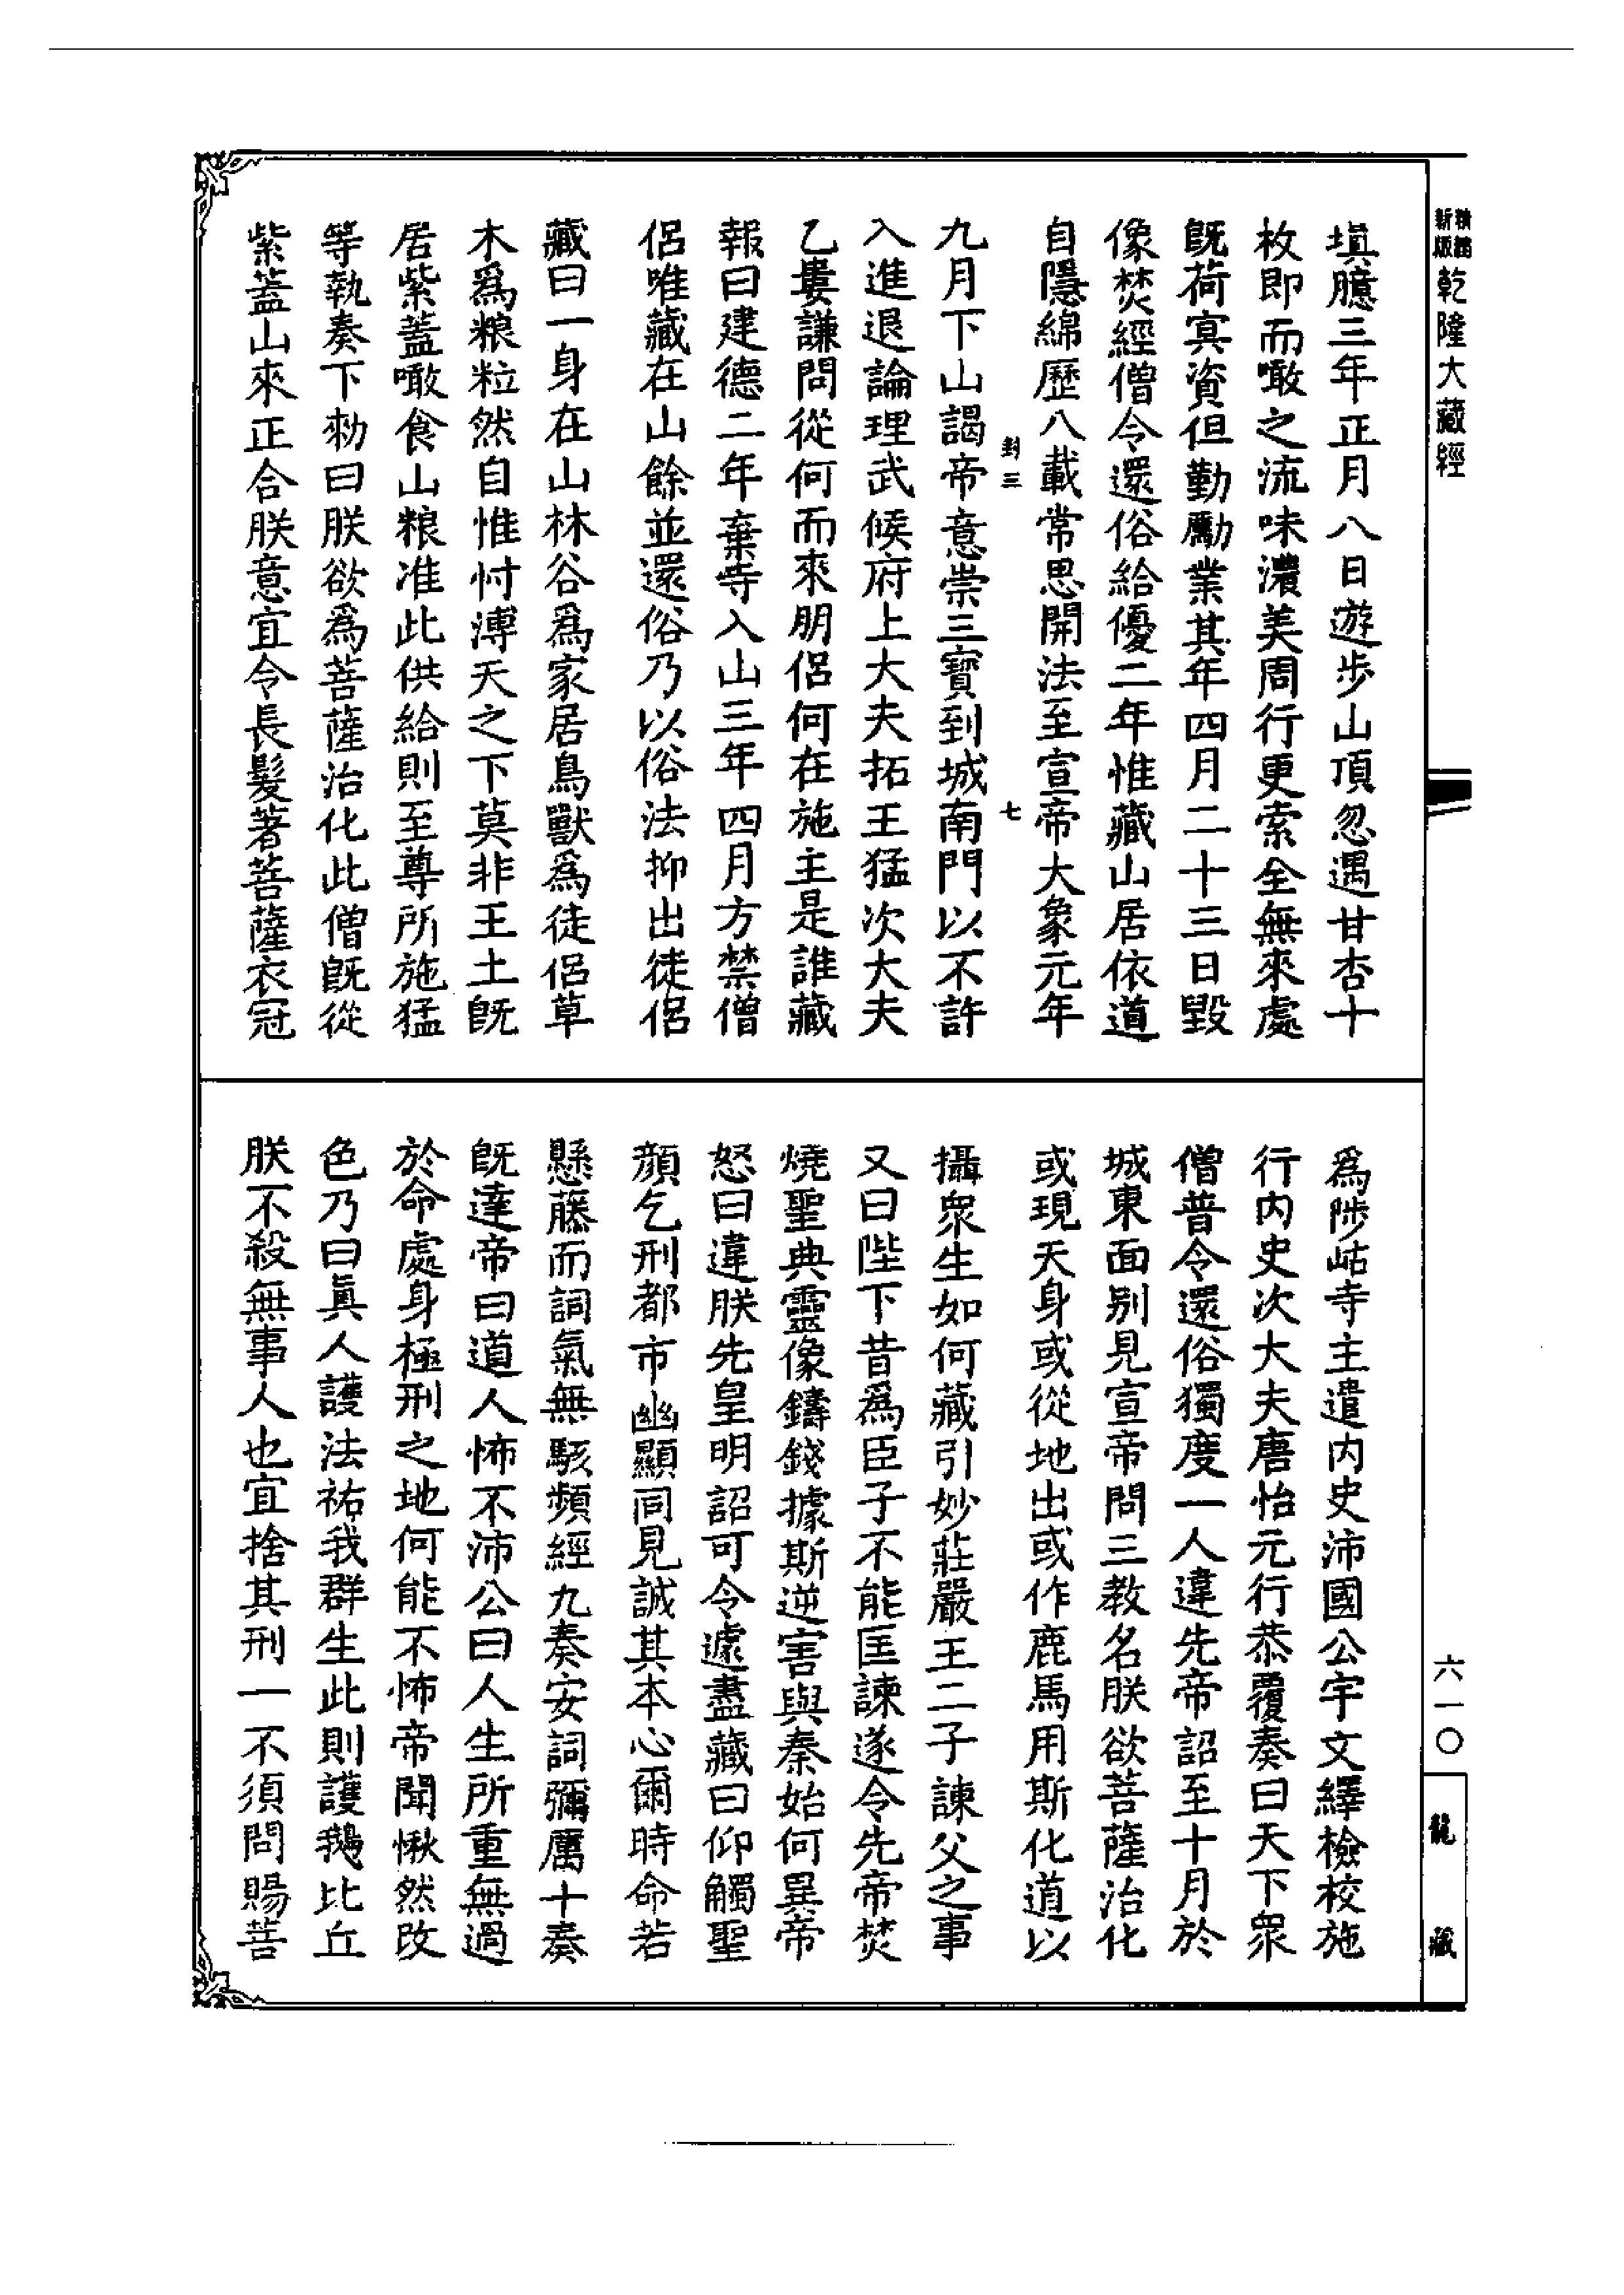 精縮
新版
乾隆大藏經
塡臆三年正月八日遊步山頂忽遇甘杏十
枚即而噉之流味濃美周行更索全無來處
旣荷㝠資但勤勵業其年四月二十三日毀
像焚經僧令還俗給優二年惟藏山居依道
自隱綿歷八載常思開法至宣帝大象元年
封三 七
九月下山謁帝意崇三寶到城南門以不許
入進退論理武候府上大夫拓王猛次大夫
乙婁謙問從何而來朋侶何在施主是誰藏
報曰建德二年棄寺入山三年四月方禁僧
侶唯藏在山餘並還俗乃以俗法抑出徒侶
藏曰一身在山林谷爲家居鳥獸爲徒侶草
木爲粮粒然自惟忖溥天之下莫非王土旣
居紫蓋噉食山粮准此供給則至尊所施猛
等執奏下勑曰朕欲爲菩薩治化此僧旣從
紫葢山來正合朕意宜令長髮著菩薩衣冠
爲陟岵寺主遣内史沛國公宇文繹檢校施
行内史次大夫唐怡元行恭覆奏曰天下衆
僧普令還俗獨度一人違先帝詔至十月於
城東面别見宣帝問三教名朕欲菩薩治化
或現天身或從地出或作鹿馬用斯化道以
攝衆生如何藏引妙莊嚴王二子諫父之事
又曰陛下昔爲臣子不能匡諫遂令先帝焚
燒聖典靈像鑄錢據斯逆害與秦始何異帝
怒曰違朕先皇明詔可令遽盡藏曰仰觸聖
顏乞刑都市幽顯同見誠其本心爾時命若
懸藤而詞氣無駭頻經九奏安詞彌厲十奏
旣達帝曰道人怖不沛公曰人生所重無過
於命處身極刑之地何能不怖帝聞愀然改
色乃曰眞人護法祐我群生此則護鵝比丘
朕不殺無事人也宜捨其刑一不須問賜菩
六一〇
龍藏